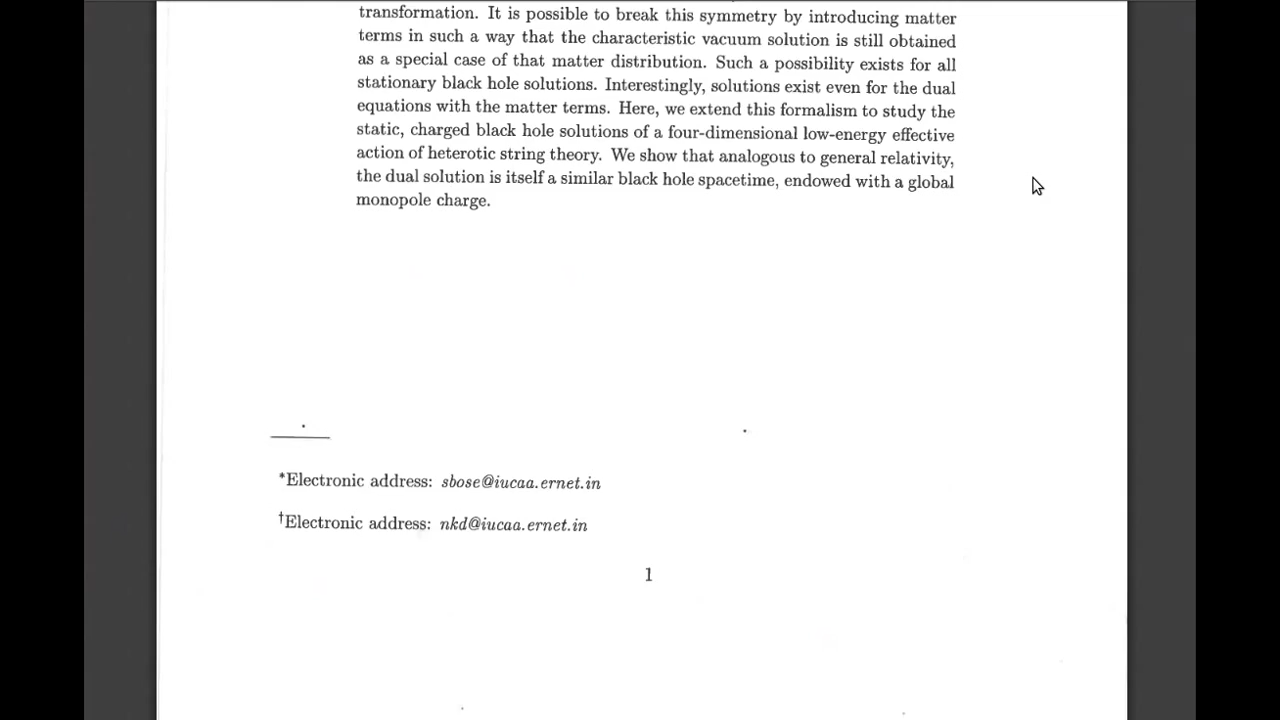 transformation. It is possible to break this symmetry by introducing matter
terms in such a way that the characteristic vacuum solution is still obtained
as a special case of that matter distribution. Such a possibility exists for all
stationary black hole solutions. Interestingly, solutions exist even for the dual
equations with the matter terms. Here, we extend this formalism to study the
static, charged black hole solutions of a four-dimensional low-energy effective
action of heterotic string theory. We show that analogous to general relativity,
the dual solution is itself a similar black hole spacetime, endowed with a global
monopole charge.
*Electronic address: sbose@iucaa.ernet.in
†Electronic address: nkd@iucaa.ernet.in
1